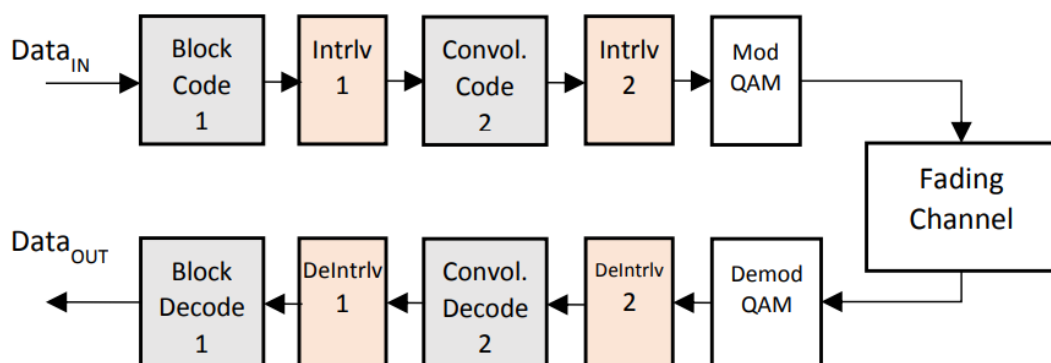 Data_IN
Block
Code
1
Intrlv
1
Convol.
Code
2
Intrlv
2
Mod
QAM
Fading
Channel
Data_OUT
Block
Decode
1
DeIntrlv
1
Convol.
Decode
2
DeIntrlv
2
Demod
QAM